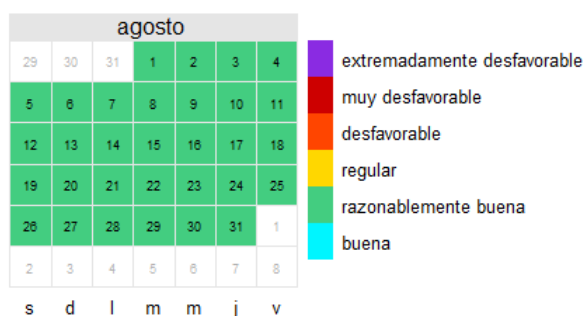 agosto
29 30 31 1 2 3 4
5 6 7 8 9 10 11
12 13 14 15 16 17 18
19 20 21 22 23 24 25
26 27 28 29 30 31 1
2 3 4 5 6 7 8
s d l m m j v
extremadamente desfavorable
muy desfavorable
desfavorable
regular
razonablemente buena
buena